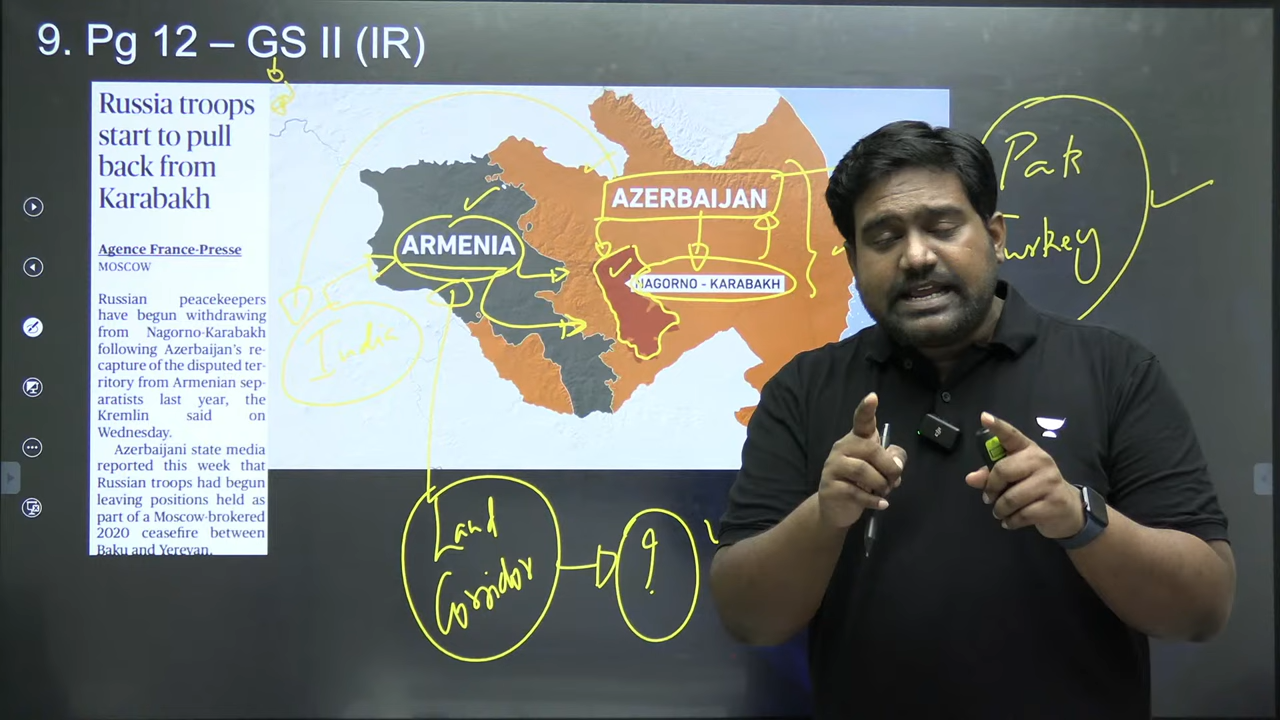 9. Pg 12 – GS II (IR)
Russia troops
start to pull
back from
Karabakh
Agence France-Presse
MOSCOW
Russian peacekeepers
have begun withdrawing
from Nagorno-Karabakh
following Azerbaijan's re-
capture of the disputed ter-
ritory from Armenian sep-
aratists last year, the
Kremlin said on
Wednesday.
Azerbaijani state media
reported this week that
Russian troops had begun
leaving positions held as
part of a Moscow-brokered
2020 ceasefire between
Baku and Yerevan.
ARMENIA
AZERBAIJAN
NAGORNO - KARABAKH
India
Land
Corridor
?
Pak
Turkey